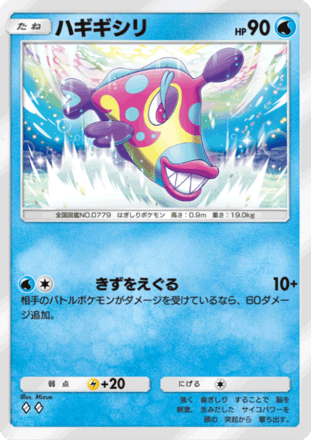 たね ハギギシリ HP 90
全国図鑑NO.0779 はぎしりポケモン 高さ:0.9m 重さ:19.0kg
きずをえぐる 10+
相手のバトルポケモンがダメージを受けているなら、60ダメージ追加。
弱点 +20 にげる
Illus. Mizue
強く 歯ぎしり することで 脳を
刺激。生みだした サイコパワーを
頭の 突起から 発射する。